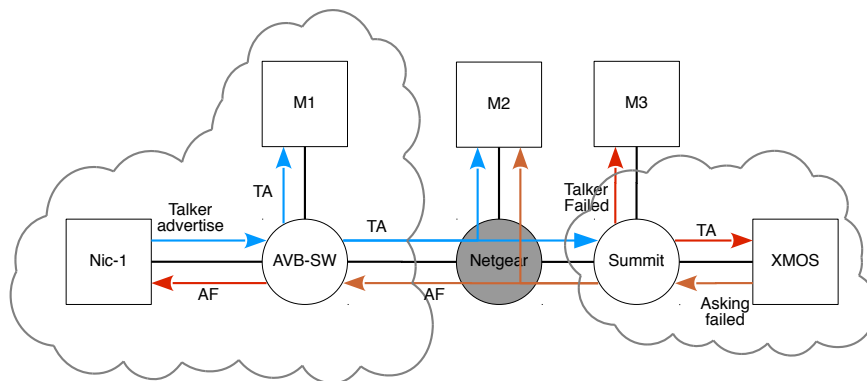 M1
M2
M3
TA
Talker
advertise
TA
Talker
Failed
TA
Nic-1
AVB-SW
Netgear
Summit
XMOS
AF
AF
Asking
failed